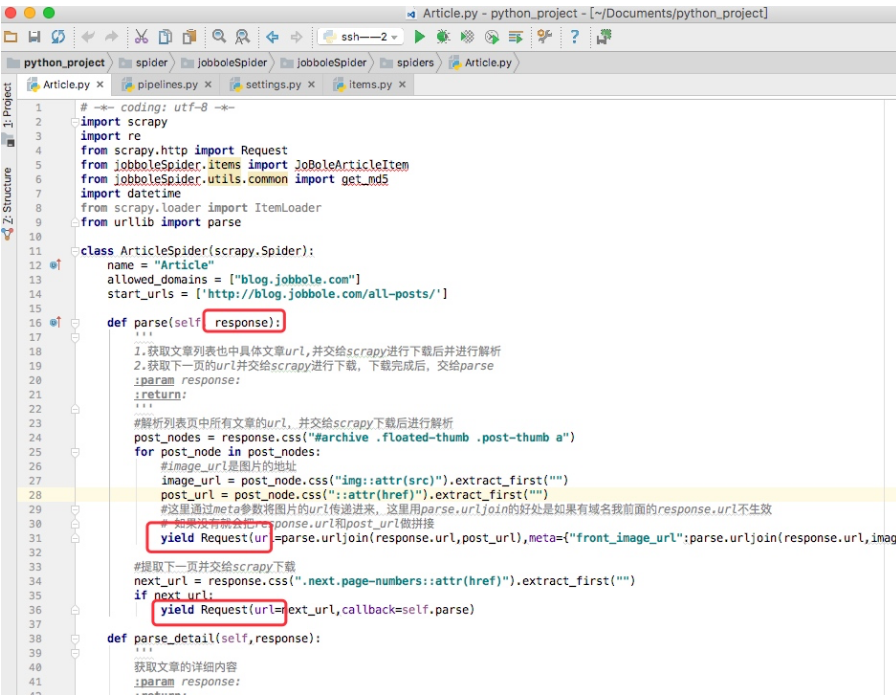 Article.py - python_project - [~/Documents/python_project]
ssh——2
python_project spider jobboleSpider jobboleSpider spiders Article.py
Article.py × pipelines.py × settings.py × items.py ×
1: Project
Z: Structure
1 # -*- coding: utf-8 -*-
2 import scrapy
3 import re
4 from scrapy.http import Request
5 from jobboleSpider.items import JoBoleArticleItem
6 from jobboleSpider.utils.common import get_md5
7 import datetime
8 from scrapy.loader import ItemLoader
9 from urllib import parse
10
11 class ArticleSpider(scrapy.Spider):
12 name = "Article"
13 allowed_domains = ["blog.jobbole.com"]
14 start_urls = ['http://blog.jobbole.com/all-posts/']
15
16 def parse(self, response):
17 '''
18 1.获取文章列表也中具体文章url,并交给scrapy进行下载后并进行解析
19 2.获取下一页的url并交给scrapy进行下载，下载完成后，交给parse
20 :param response:
21 :return:
22 '''
23 #解析列表页中所有文章的url，并交给scrapy下载后进行解析
24 post_nodes = response.css("#archive .floated-thumb .post-thumb a")
25 for post_node in post_nodes:
26 #image_url是图片的地址
27 image_url = post_node.css("img::attr(src)").extract_first("")
28 post_url = post_node.css("::attr(href)").extract_first("")
29 #这里通过meta参数将图片的url传递进来，这里用parse.urljoin的好处是如果有域名我前面的response.url不生效
30 # 如果没有就会把response.url和post_url做拼接
31 yield Request(url=parse.urljoin(response.url,post_url),meta={"front_image_url":parse.urljoin(response.url,imag
32
33 #提取下一页并交给scrapy下载
34 next_url = response.css(".next.page-numbers::attr(href)").extract_first("")
35 if next_url:
36 yield Request(url=next_url,callback=self.parse)
37
38 def parse_detail(self,response):
39 '''
40 获取文章的详细内容
41 :param response:
42 :return: